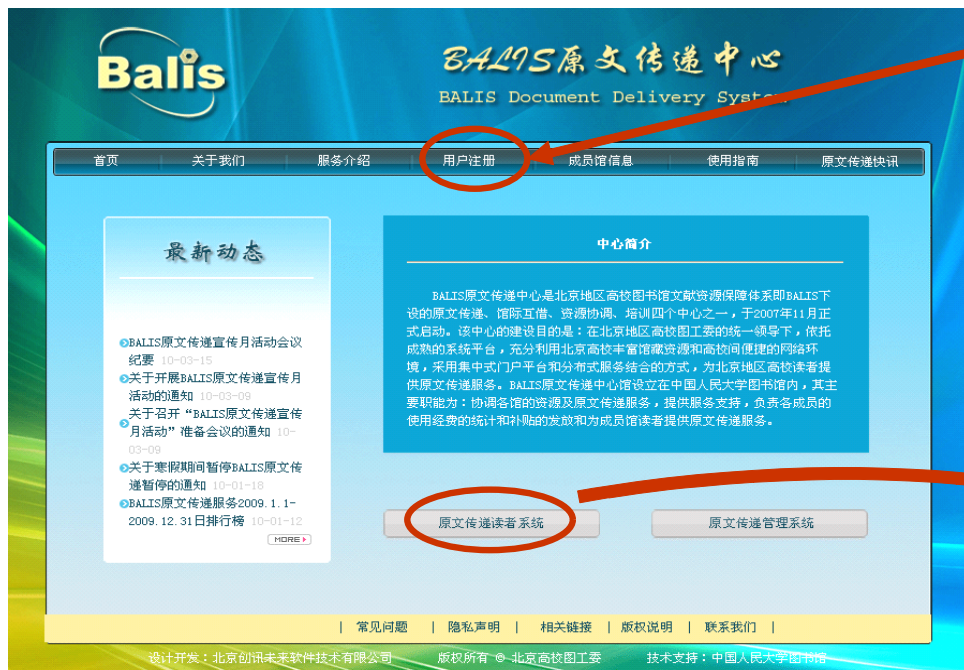 Balis
BALIS原文传递中心
BALIS Document Delivery System
首页 关于我们 服务介绍 用户注册 成员馆信息 使用指南 原文传递快讯
最新动态
BALIS原文传递宣传月活动会议
纪要 10-03-15
关于开展BALIS原文传递宣传月
活动的通知 10-03-09
关于召开“BALIS原文传递宣传
月活动”准备会议的通知 10-
03-09
关于寒假期间暂停BALIS原文传
递暂停的通知 10-01-18
BALIS原文传递服务2009.1.1-
2009.12.31日排行榜 10-01-12
MORE
中心简介
BALIS原文传递中心是北京地区高校图书馆文献资源保障体系即BALIS下
设的原文传递、馆际互借、资源协调、培训四个中心之一，于2007年11月正
式启动。该中心的建设目的是：在北京地区高校图工委的统一领导下，依托
成熟的系统平台，充分利用北京高校丰富馆藏资源和高校间便捷的网络环
境，采用集中式门户平台和分布式服务结合的方式，为北京地区高校读者提
供原文传递服务。BALIS原文传递中心馆设立在中国人民大学图书馆内，其主
要职能为：协调各馆的资源及原文传递服务，提供服务支持，负责各成员的
使用经费的统计和补贴的发放和为成员馆读者提供原文传递服务。
原文传递读者系统 原文传递管理系统
| 常见问题 | 隐私声明 | 相关链接 | 版权说明 | 联系我们 |
设计开发：北京创讯未来软件技术有限公司 版权所有 © 北京高校图工委 技术支持：中国人民大学图书馆